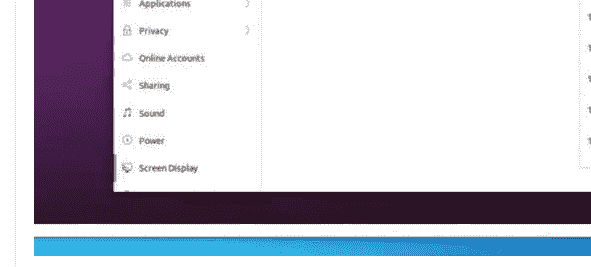 Applications
Privacy
Online Accounts
Sharing
Sound
Power
Screen Display